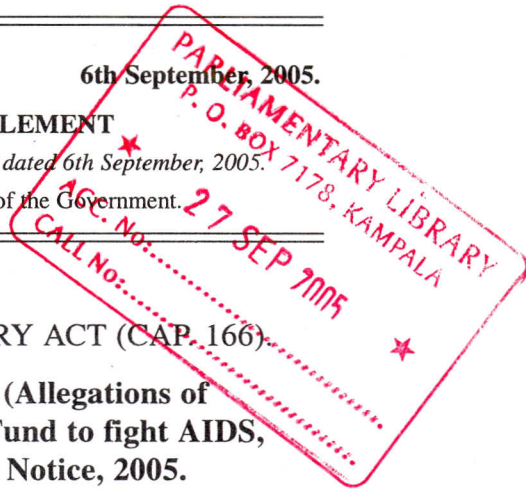 6th September, 2005.
LEMENT
dated 6th September, 2005.
of the Government.
PARLIAMENTARY LIBRARY
P. O. BOX 7178, KAMPALA
★ 27 SEP 2005 ★
ACC. No:....................................
CALL No:....................................
RY ACT (CAP. 166).
(Allegations of
Fund to fight AIDS,
Notice, 2005.